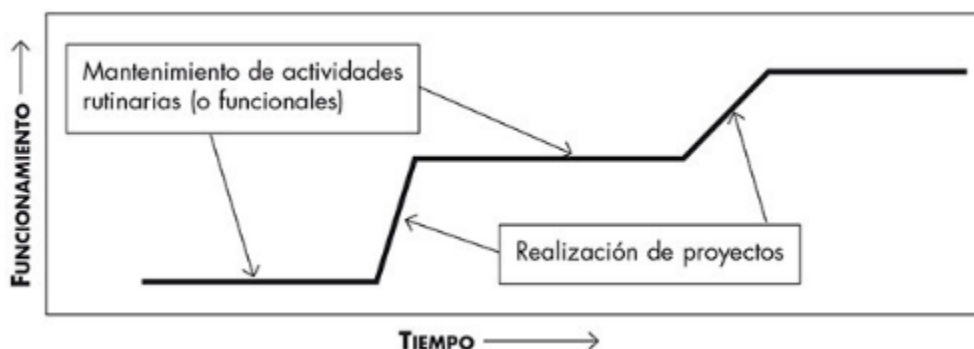 FUNCIONAMIENTO
Mantenimiento de actividades
rutinarias (o funcionales)
Realización de proyectos
TIEMPO